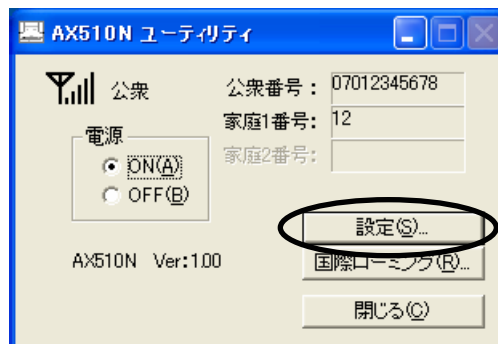 AX510N ユーティリティ
公衆
公衆番号： 07012345678
家庭1番号： 12
家庭2番号：
電源
ON(A)
OFF(B)
設定(S)...
AX510N Ver:1.00
国際ローミング(R)...
閉じる(C)